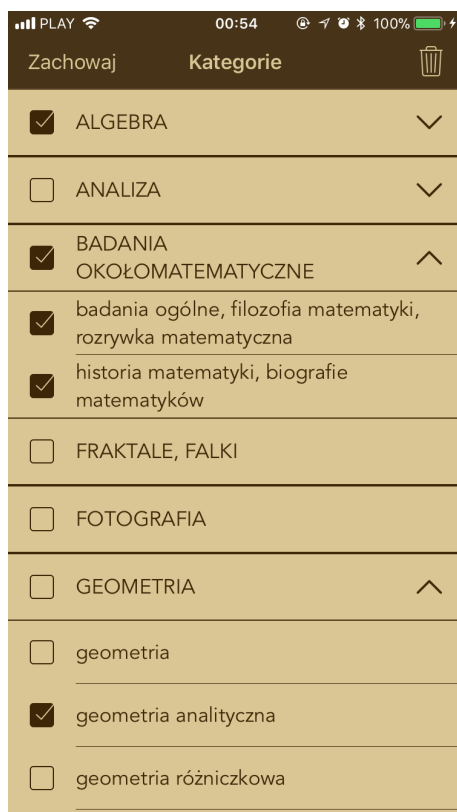 PLAY 00:54 100%
Zachowaj Kategorie
ALGEBRA
ANALIZA
BADANIA
OKOŁOMATEMATYCZNE
badania ogólne, filozofia matematyki,
rozrywka matematyczna
historia matematyki, biografie
matematyków
FRAKTALE, FALKI
FOTOGRAFIA
GEOMETRIA
geometria
geometria analityczna
geometria różniczkowa